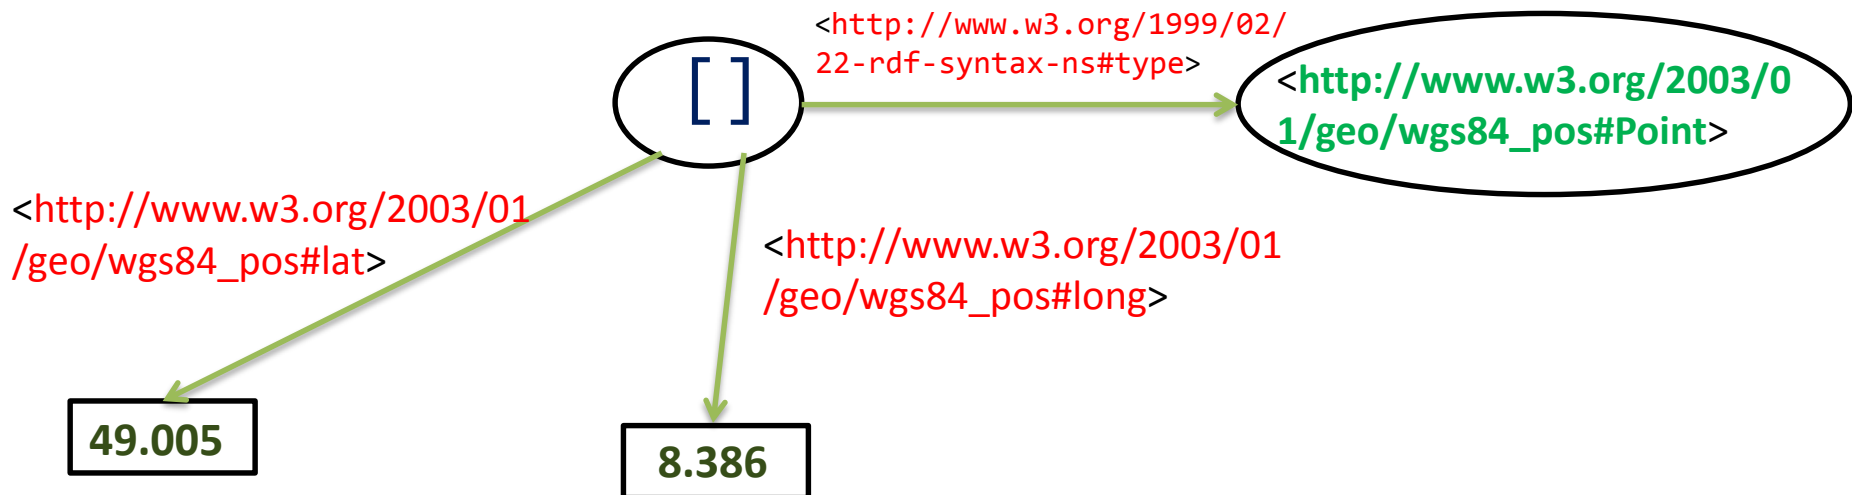 <http://www.w3.org/1999/02/
22-rdf-syntax-ns#type>
[]
<http://www.w3.org/2003/0
1/geo/wgs84_pos#Point>
<http://www.w3.org/2003/01
/geo/wgs84_pos#lat>
<http://www.w3.org/2003/01
/geo/wgs84_pos#long>
49.005
8.386